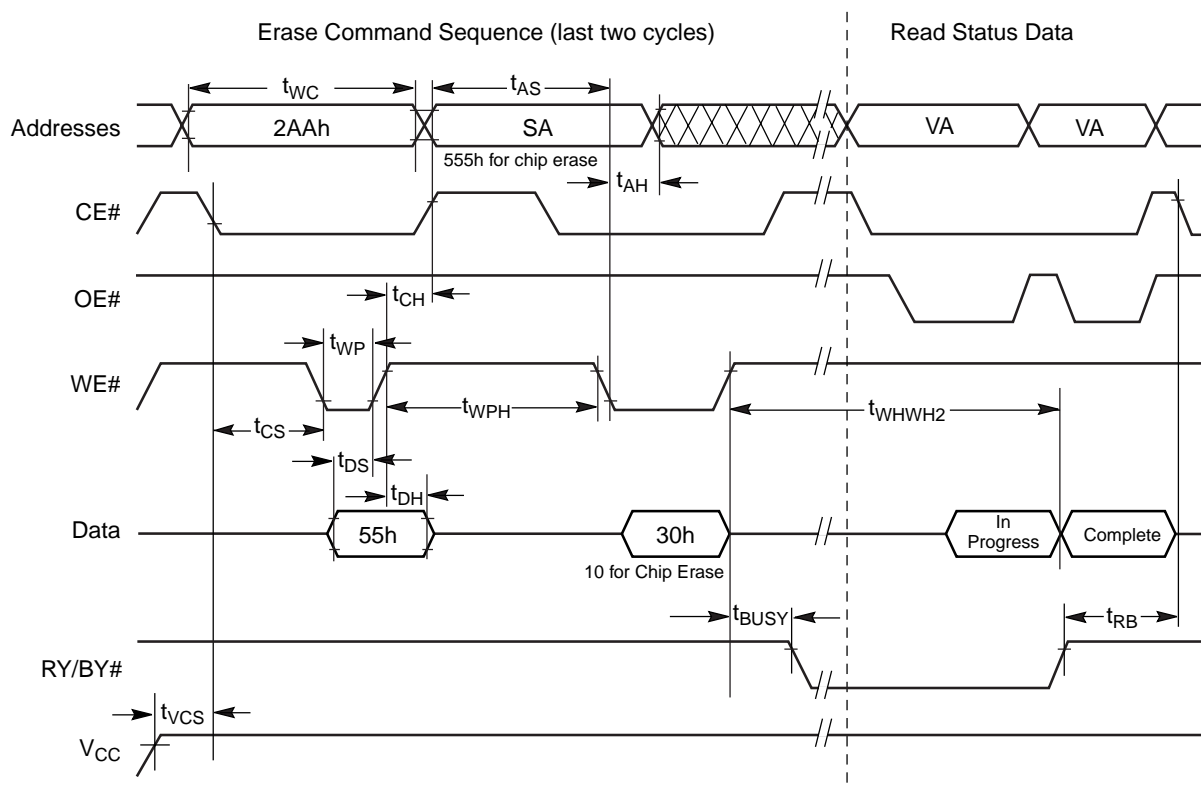 Erase Command Sequence (last two cycles)
Read Status Data
tWC
tAS
Addresses
2AAh
SA
VA
VA
555h for chip erase
tAH
CE#
OE#
tCH
tWP
WE#
tWPH
tWHWH2
tCS
tDS
tDH
Data
55h
30h
In
Progress
Complete
10 for Chip Erase
tBUSY
tRB
RY/BY#
tVCS
VCC